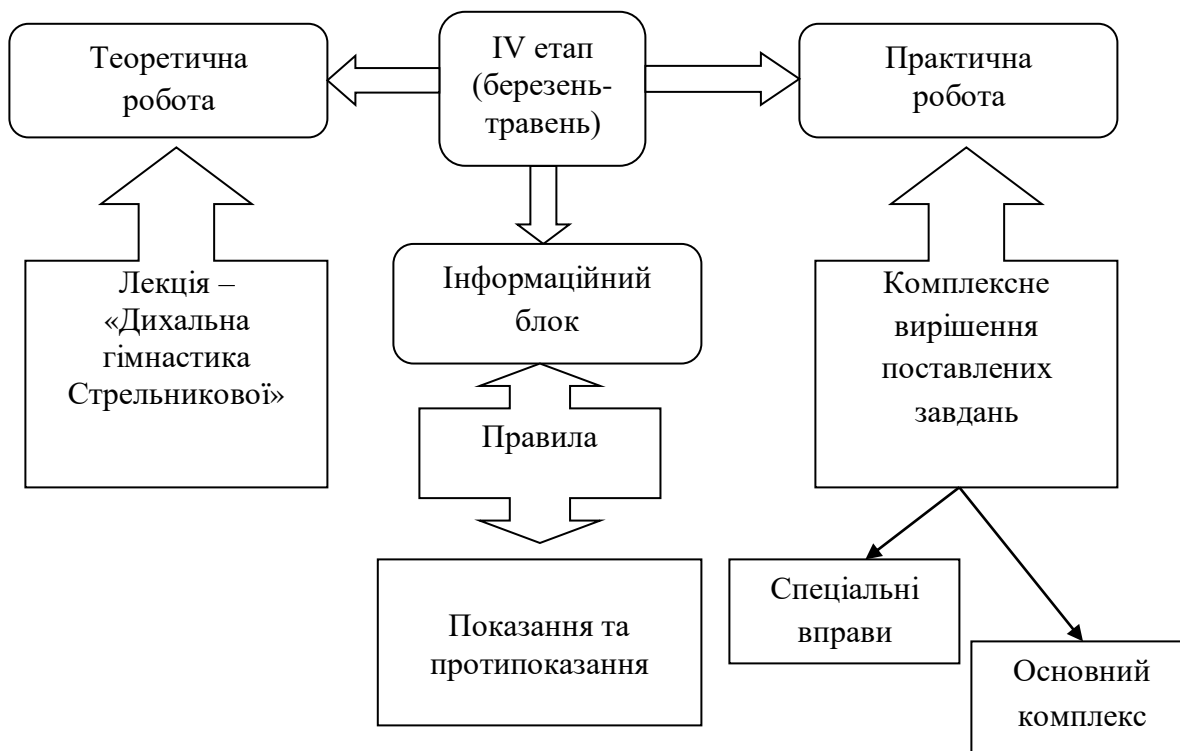 Теоретична
робота
IV етап
(березень-
травень)
Практична
робота
Лекція –
«Дихальна
гімнастика
Стрельникової»
Інформаційний
блок
Комплексне
вирішення
поставлених
завдань
Правила
Показання та
протипоказання
Спеціальні
вправи
Основний
комплекс